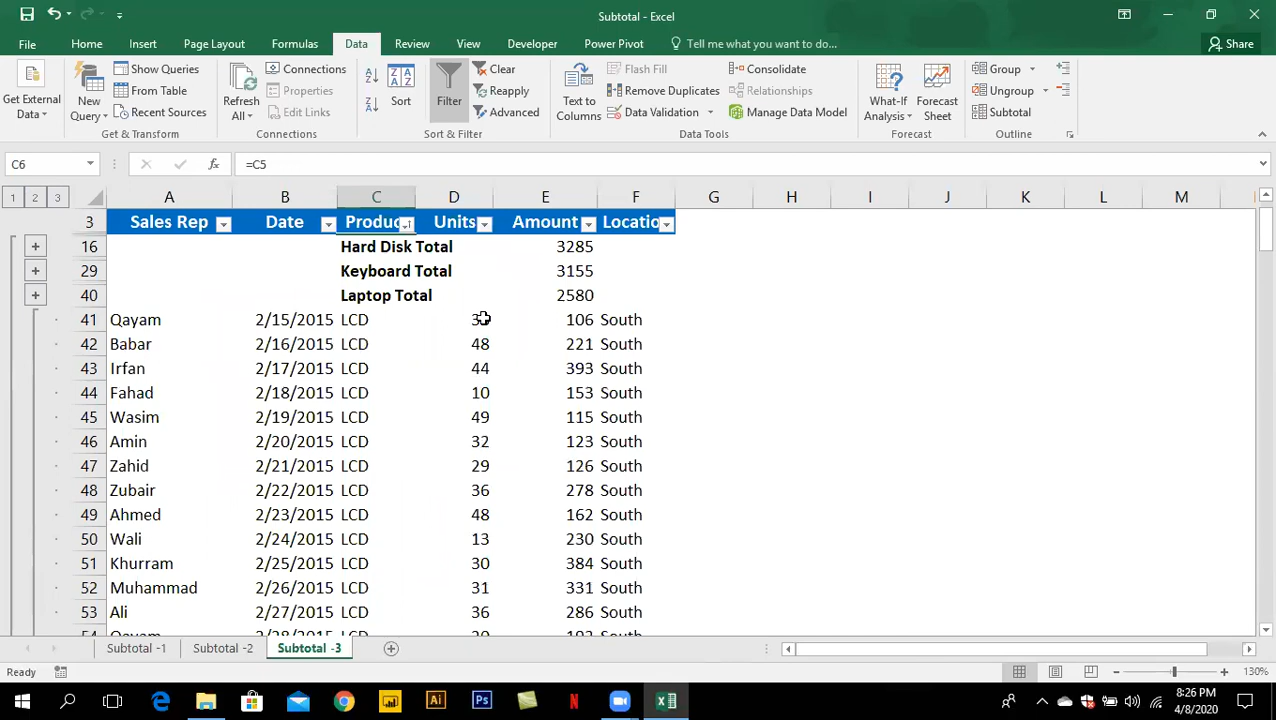 Subtotal - Excel
File Home Insert Page Layout Formulas Data Review View Developer Power Pivot Tell me what you want to do... Share
Get External Data
New Query
Show Queries
From Table
Recent Sources
Get & Transform
Refresh All
Connections
Properties
Edit Links
Connections
Sort
Filter
Clear
Reapply
Advanced
Sort & Filter
Text to Columns
Flash Fill
Remove Duplicates
Data Validation
Consolidate
Relationships
Manage Data Model
Data Tools
What-If Analysis
Forecast Sheet
Forecast
Group
Ungroup
Subtotal
Outline
C6 fx =C5
1 2 3 A B C D E F G H I J K L M
3 Sales Rep Date Produc Units Amount Locatio
16 Hard Disk Total 3285
29 Keyboard Total 3155
40 Laptop Total 2580
41 Qayam 2/15/2015 LCD 106 South
42 Babar 2/16/2015 LCD 48 221 South
43 Irfan 2/17/2015 LCD 44 393 South
44 Fahad 2/18/2015 LCD 10 153 South
45 Wasim 2/19/2015 LCD 49 115 South
46 Amin 2/20/2015 LCD 32 123 South
47 Zahid 2/21/2015 LCD 29 126 South
48 Zubair 2/22/2015 LCD 36 278 South
49 Ahmed 2/23/2015 LCD 48 162 South
50 Wali 2/24/2015 LCD 13 230 South
51 Khurram 2/25/2015 LCD 30 384 South
52 Muhammad 2/26/2015 LCD 31 331 South
53 Ali 2/27/2015 LCD 36 286 South
Subtotal -1 Subtotal -2 Subtotal -3
Ready 130%
Ai Ps N
8:26 PM
4/8/2020